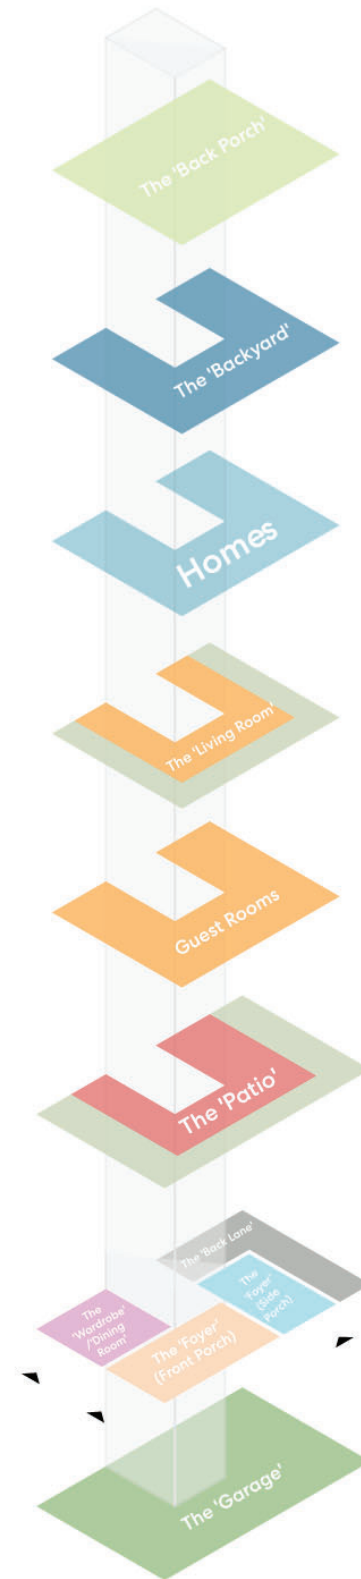 The 'Back Porch'
The 'Backyard'
Homes
The 'Living Room'
Guest Rooms
The 'Patio'
The 'Back Lane'
The
'Foyer'
(Side
Porch)
The
'Wardrobe'
/'Dining
Room'
The 'Foyer'
(Front Porch)
The 'Garage'